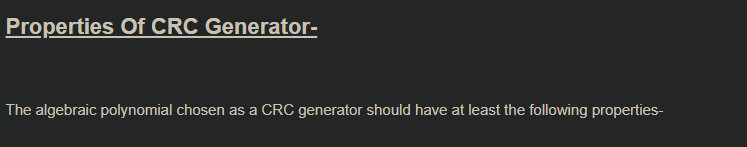 Properties Of CRC Generator-
The algebraic polynomial chosen as a CRC generator should have at least the following properties-